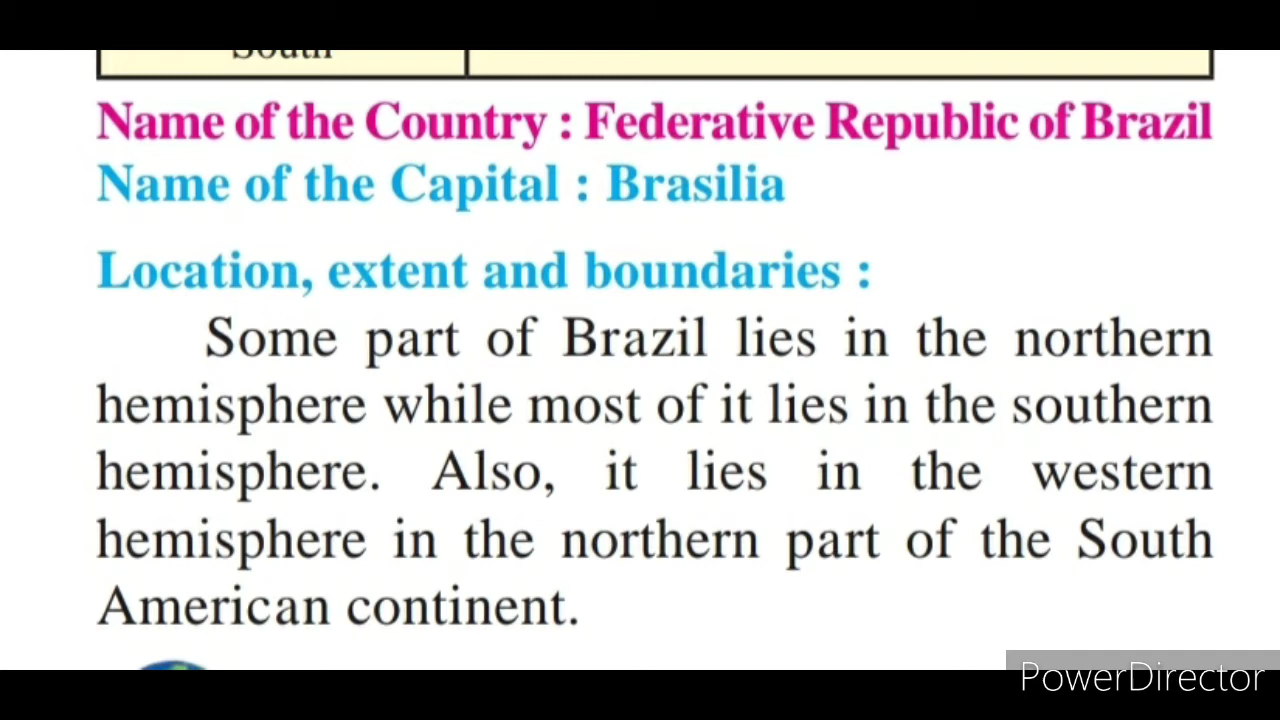 South
Name of the Country : Federative Republic of Brazil
Name of the Capital : Brasilia
Location, extent and boundaries :
Some part of Brazil lies in the northern
hemisphere while most of it lies in the southern
hemisphere. Also, it lies in the western
hemisphere in the northern part of the South
American continent.
PowerDirector